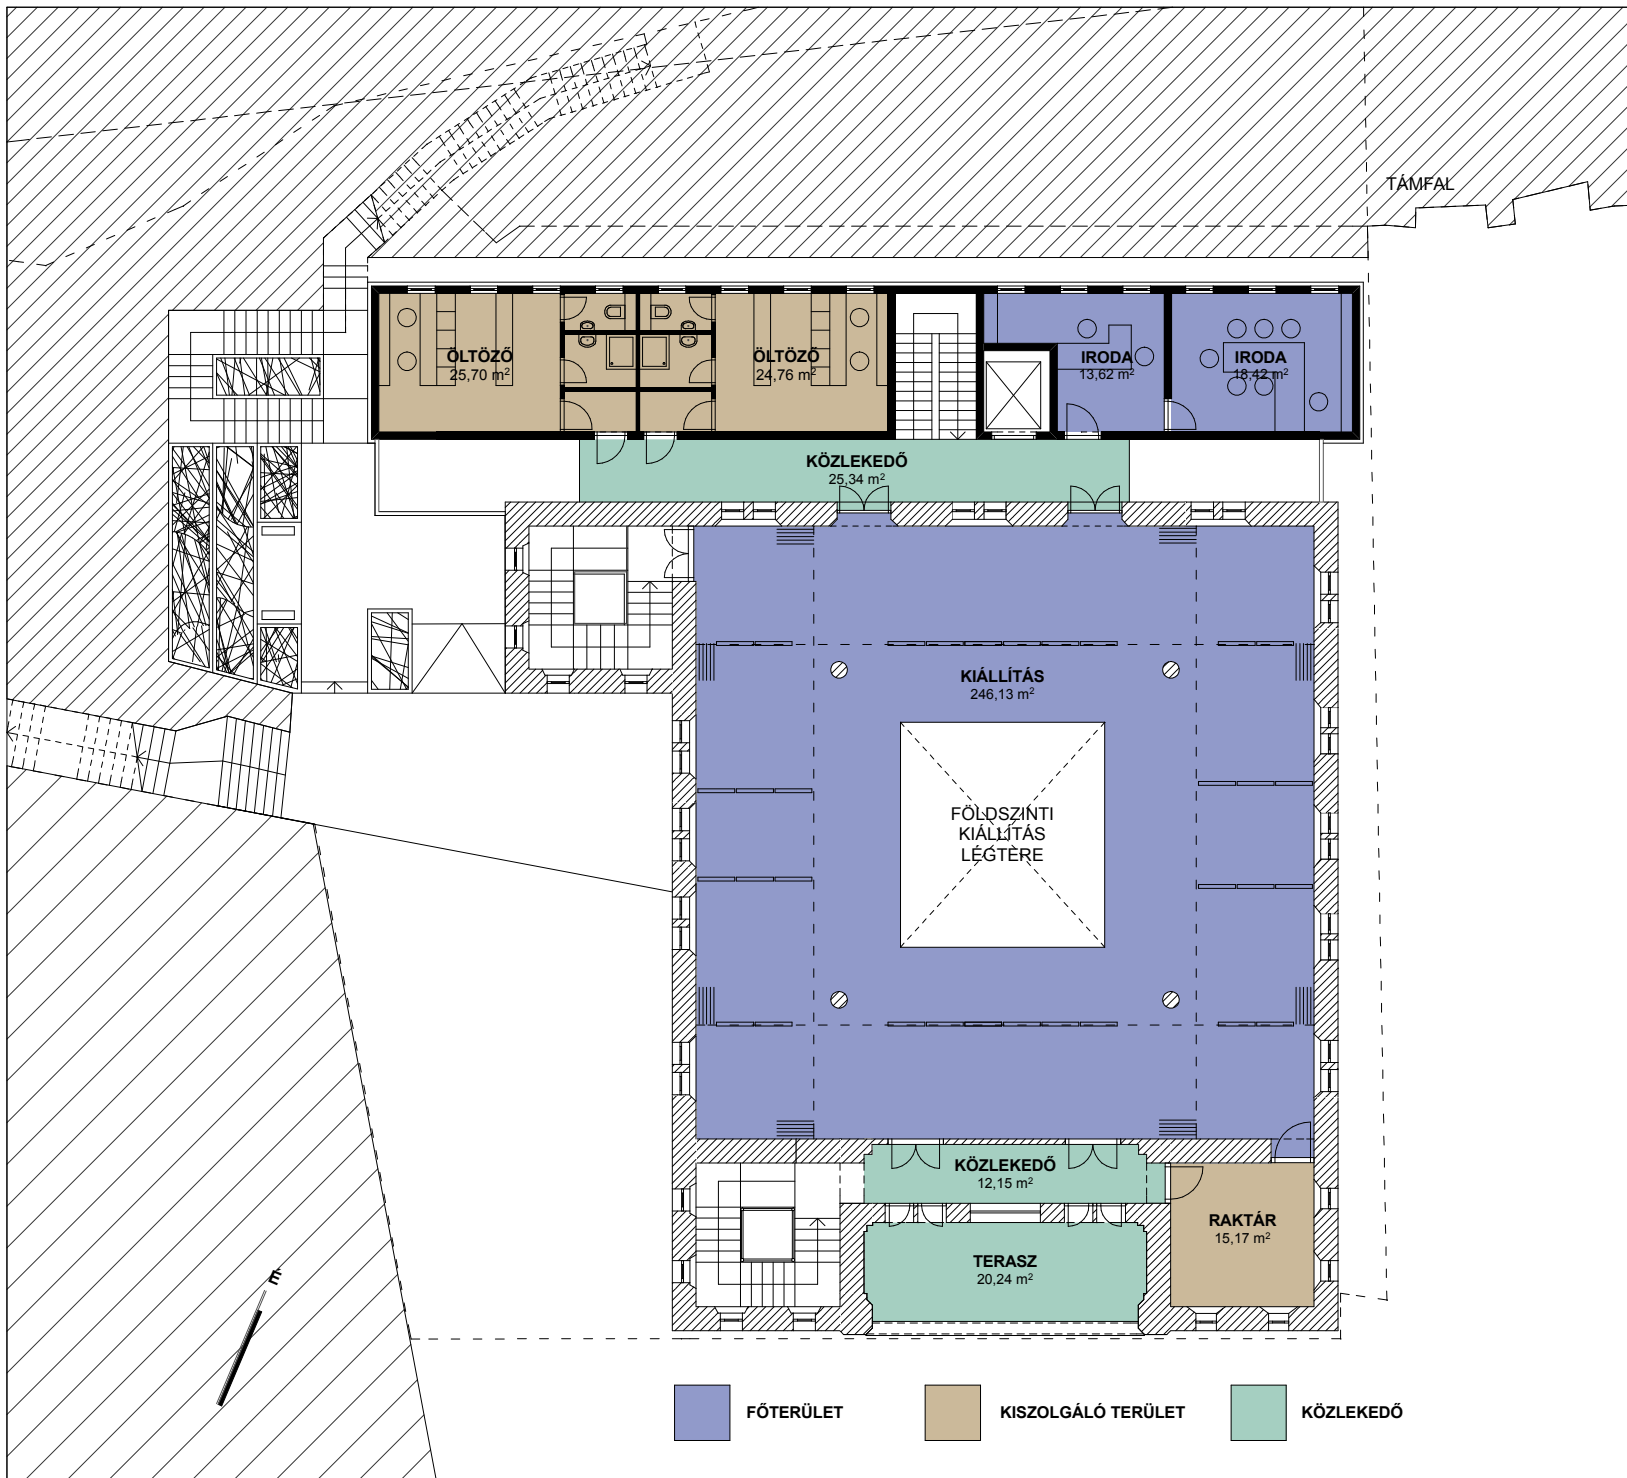 TÁMFAL
ÖLTÖZŐ
25,70 m²
ÖLTÖZŐ
24,76 m²
IRODA
13,62 m²
IRODA
18,42 m²
KÖZLEKEDŐ
25,34 m²
KIÁLLÍTÁS
246,13 m²
FÖLDSZINTI
KIÁLLÍTÁS
LÉGTERE
KÖZLEKEDŐ
12,15 m²
RAKTÁR
15,17 m²
TERASZ
20,24 m²
É
FŐTERÜLET
KISZOLGÁLÓ TERÜLET
KÖZLEKEDŐ